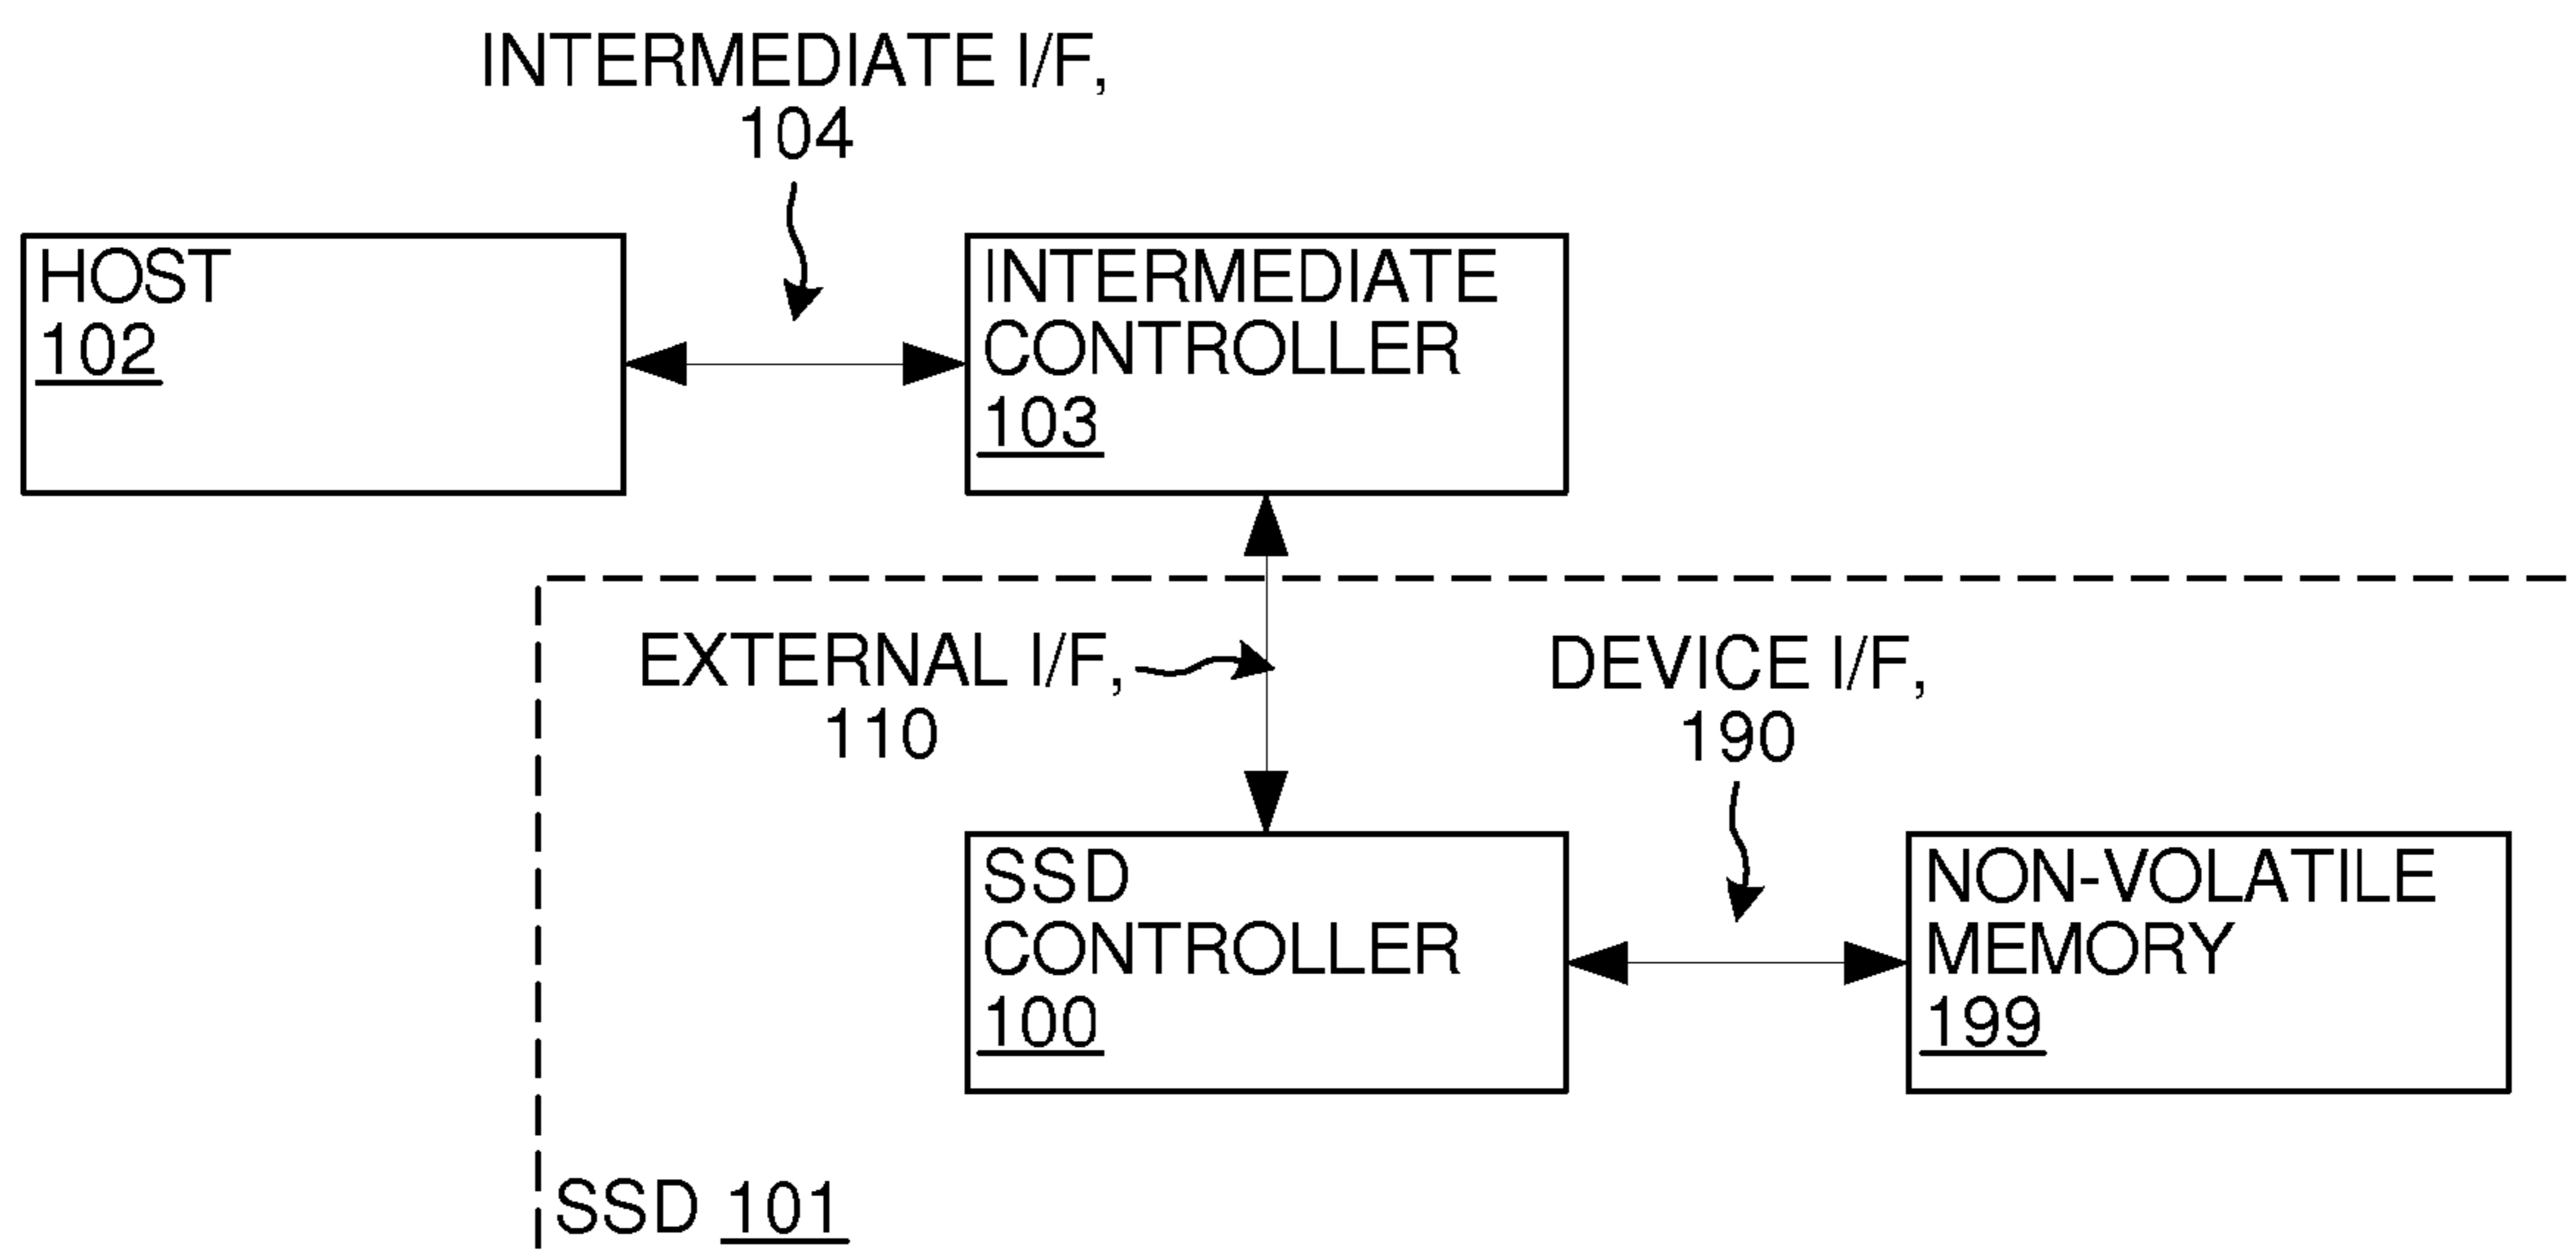 INTERMEDIATE I/F,
104
HOST
102
INTERMEDIATE
CONTROLLER
103
EXTERNAL I/F,
110
DEVICE I/F,
190
SSD
CONTROLLER
100
NON-VOLATILE
MEMORY
199
SSD 101